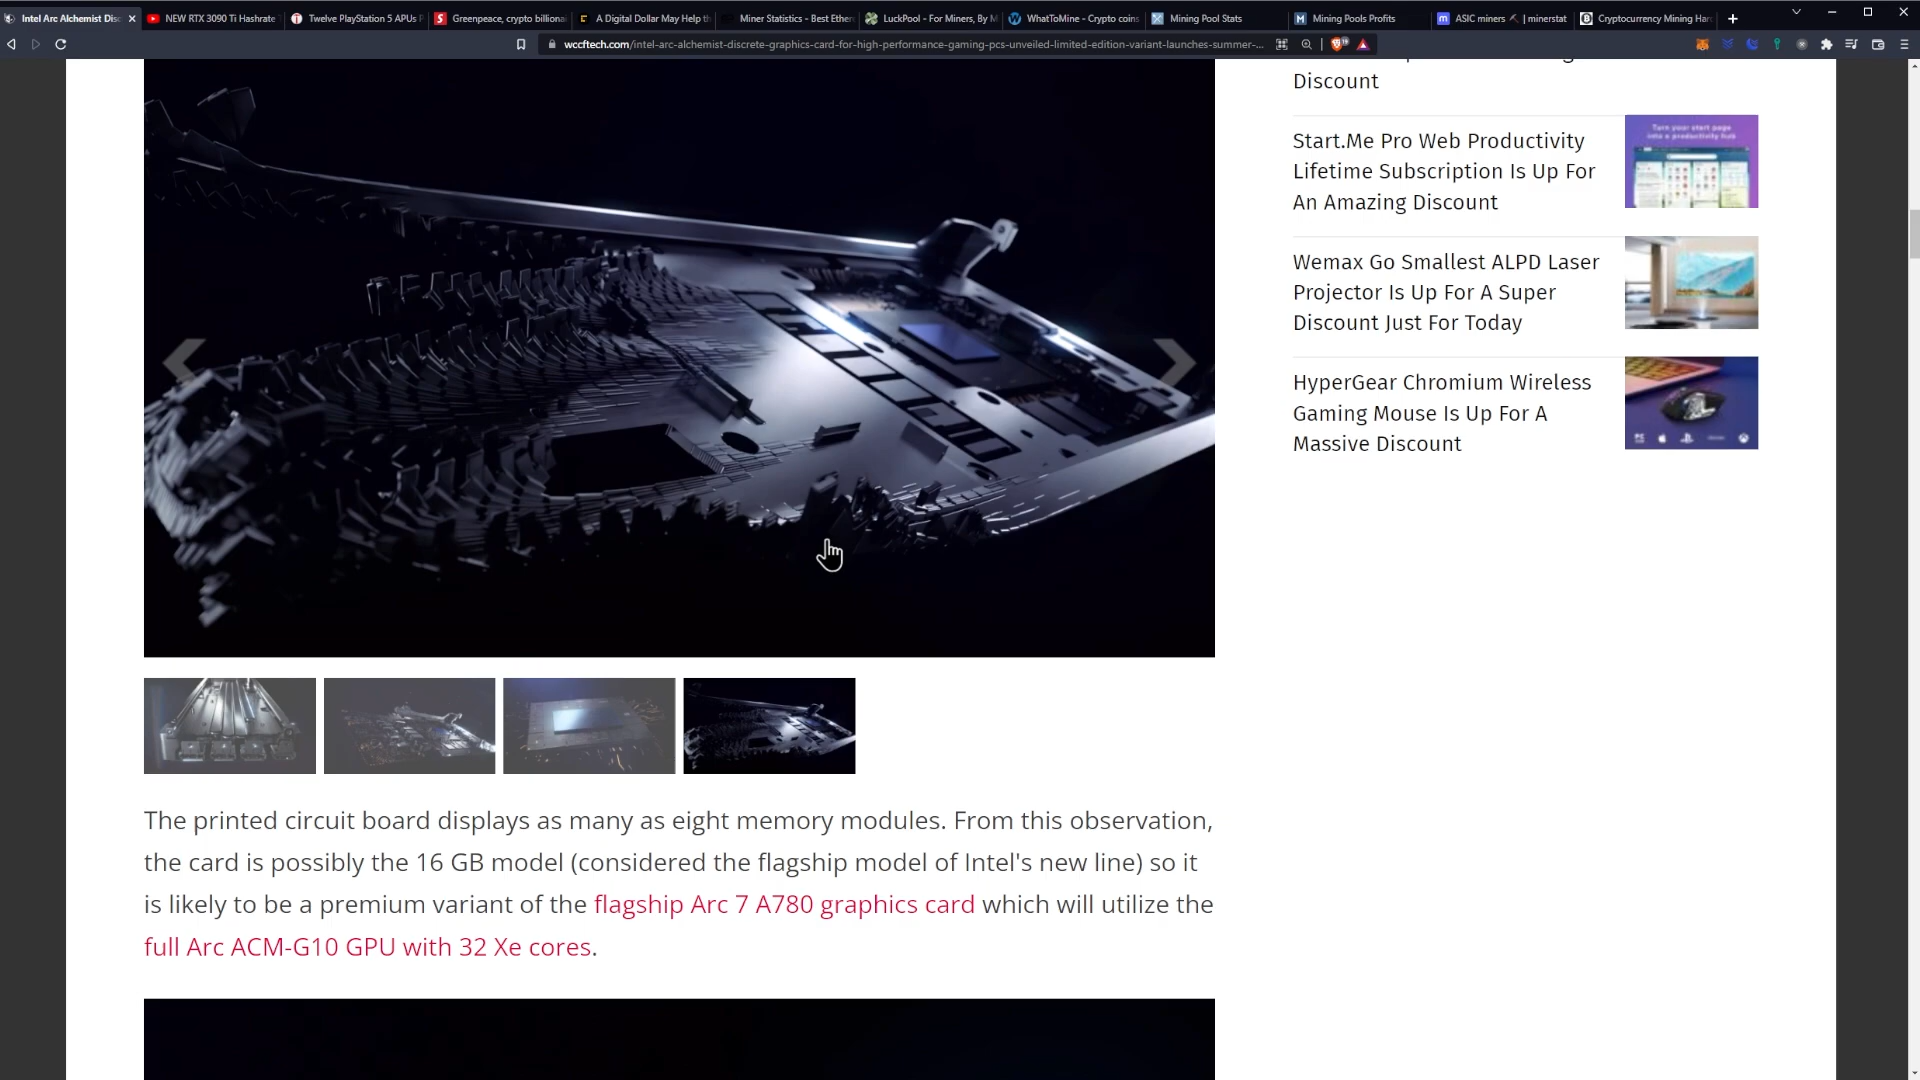 Intel Arc Alchemist Disc
NEW RTX 3090 Ti Hashrate
Twelve PlayStation 5 APUs
Greenpeace, crypto billiona
A Digital Dollar May Help th
Miner Statistics - Best Ether
LuckPool - For Miners, By M
WhatToMine - Crypto coins
Mining Pool Stats
Mining Pools Profits
ASIC miners ⛏ | minerstat
Cryptocurrency Mining Har
wccftech.com/intel-arc-alchemist-discrete-graphics-card-for-high-performance-gaming-pcs-unveiled-limited-edition-variant-launches-summer-...
Discount
Start.Me Pro Web Productivity
Lifetime Subscription Is Up For
An Amazing Discount
Turn your start page
into a productivity hub
Wemax Go Smallest ALPD Laser
Projector Is Up For A Super
Discount Just For Today
HyperGear Chromium Wireless
Gaming Mouse Is Up For A
Massive Discount
The printed circuit board displays as many as eight memory modules. From this observation,
the card is possibly the 16 GB model (considered the flagship model of Intel's new line) so it
is likely to be a premium variant of the flagship Arc 7 A780 graphics card which will utilize the
full Arc ACM-G10 GPU with 32 Xe cores.